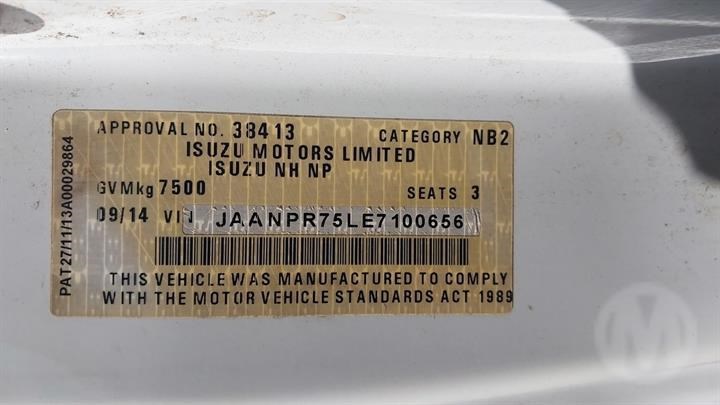 APPROVAL NO. 38413 CATEGORY NB2
ISUZU MOTORS LIMITED
ISUZU NH NP
GVMkg 7500 SEATS 3
09/14 VIN JAANPR75LE7100656
THIS VEHICLE WAS MANUFACTURED TO COMPLY
WITH THE MOTOR VEHICLE STANDARDS ACT 1989
PAT27/11/13A00029864
M